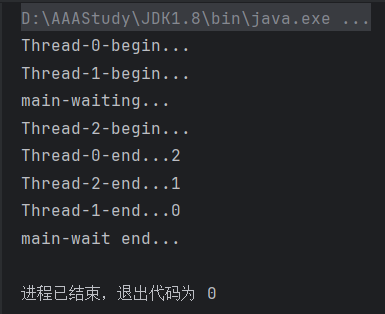 D:\AAAStudy\JDK1.8\bin\java.exe ...
Thread-0-begin...
Thread-1-begin...
main-waiting...
Thread-2-begin...
Thread-0-end...2
Thread-2-end...1
Thread-1-end...0
main-wait end...
进程已结束，退出代码为 0